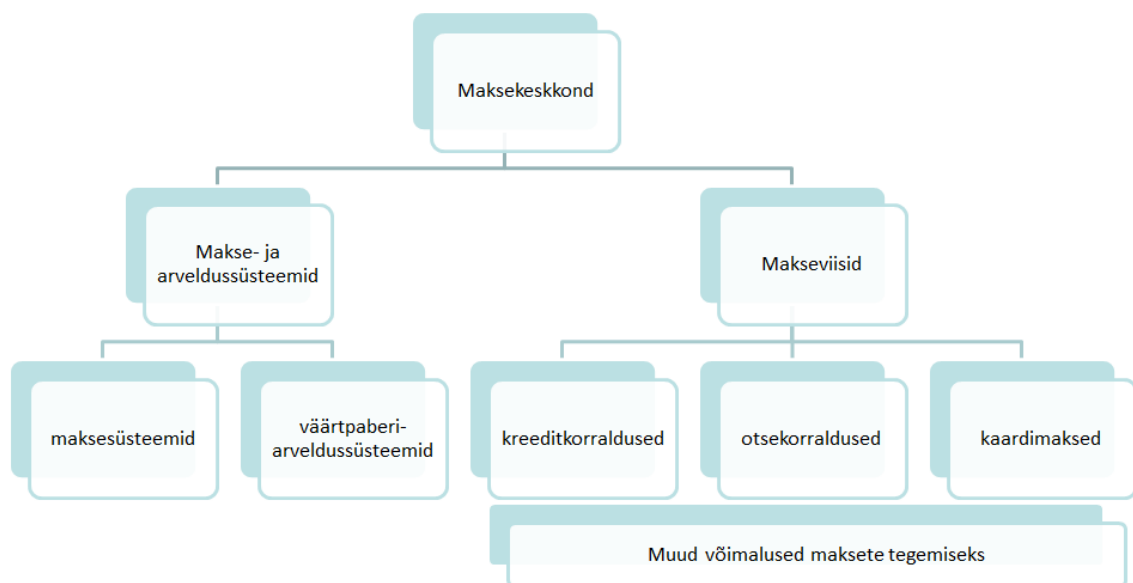 Maksekeskkond
Makse- ja
arveldussüsteemid
Makseviisid
maksesüsteemid
väärtpaberi-
arveldussüsteemid
kreeditkorraldused
otsekorraldused
kaardimaksed
Muud võimalused maksete tegemiseks